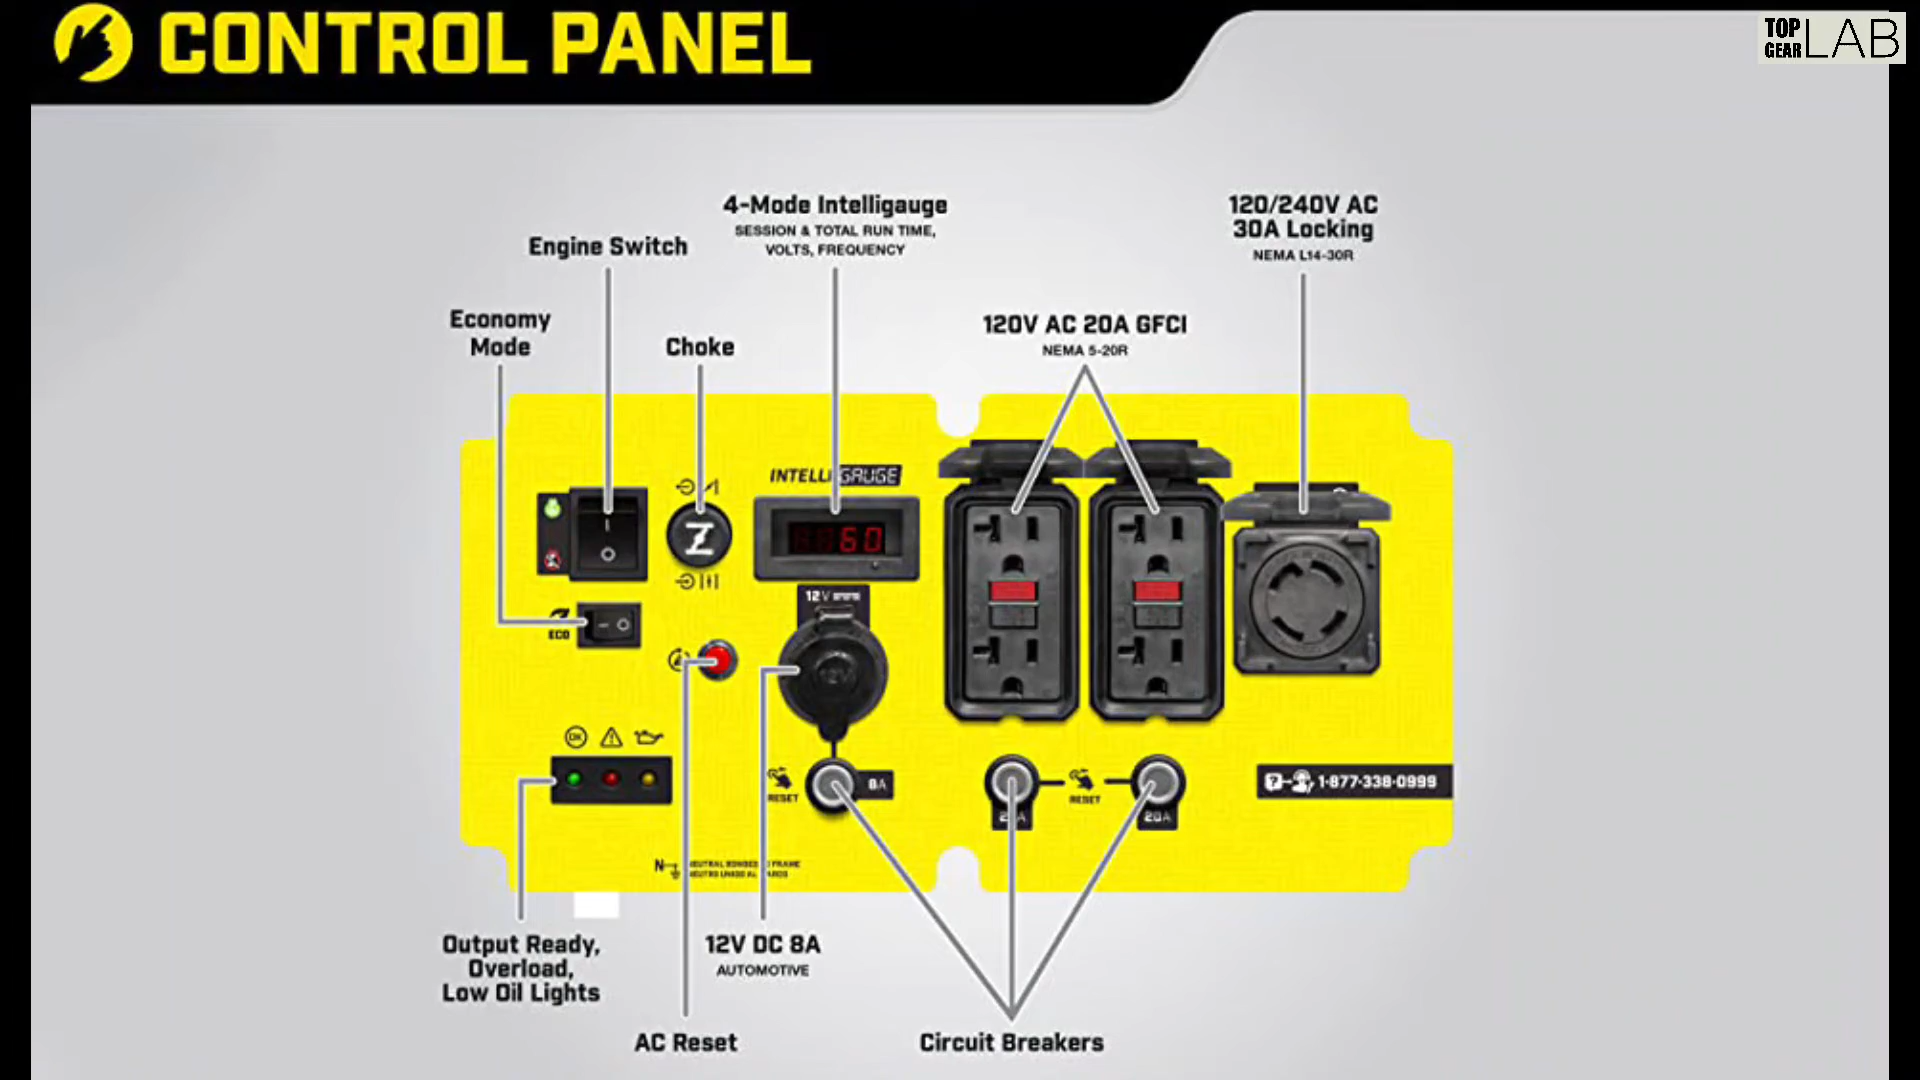 CONTROL PANEL
TOP GEAR LAB
4-Mode Intelligauge
SESSION & TOTAL RUN TIME,
VOLTS, FREQUENCY
120/240V AC
30A Locking
NEMA L14-30R
Engine Switch
Economy
Mode
Choke
120V AC 20A GFCI
NEMA 5-20R
INTELLIGAUGE
60
12V
ECO
12V
OK
RESET
8A
RESET
20A
1-877-338-0999
N
Output Ready,
Overload,
Low Oil Lights
12V DC 8A
AUTOMOTIVE
AC Reset
Circuit Breakers